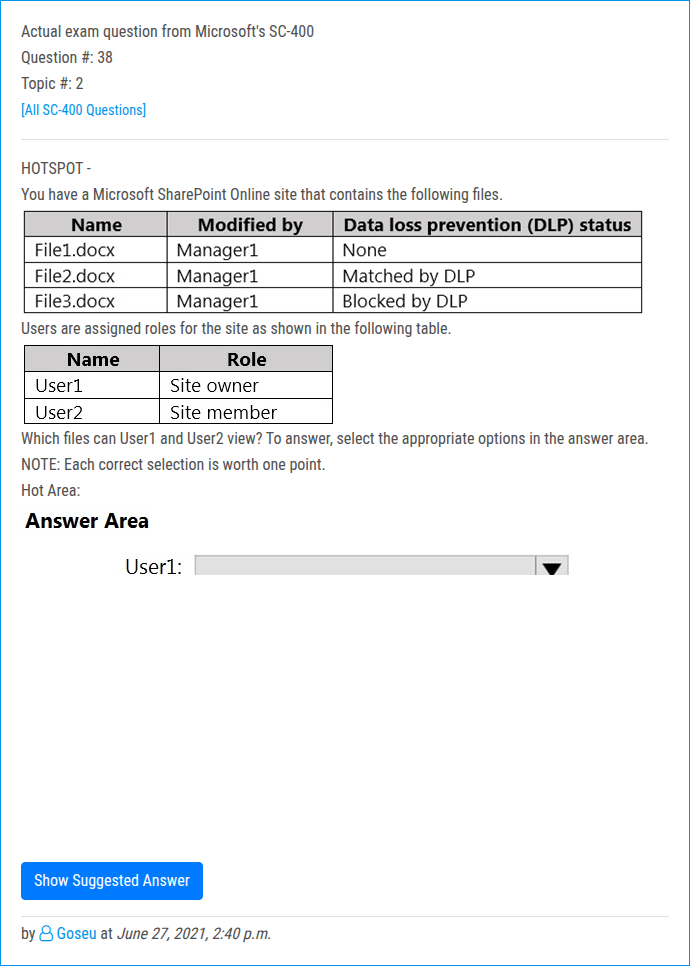 Actual exam question from Microsoft's SC-400
Question #: 38
Topic #: 2
[All SC-400 Questions]
HOTSPOT -
You have a Microsoft SharePoint Online site that contains the following files.
Name Modified by Data loss prevention (DLP) status
File1.docx Manager1 None
File2.docx Manager1 Matched by DLP
File3.docx Manager1 Blocked by DLP
Users are assigned roles for the site as shown in the following table.
Name Role
User1 Site owner
User2 Site member
Which files can User1 and User2 view? To answer, select the appropriate options in the answer area.
NOTE: Each correct selection is worth one point.
Hot Area:
Answer Area
User1:
Show Suggested Answer
by Goseu at June 27, 2021, 2:40 p.m.